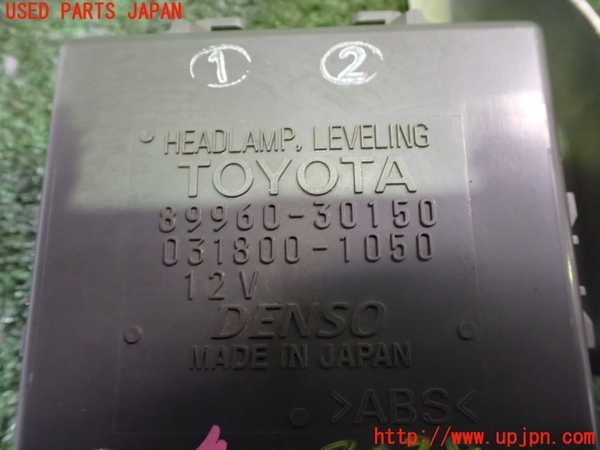 USED PARTS JAPAN
① ②
HEADLAMP, LEVELING
TOYOTA
89960-30150
031800-1050
12V
DENSO
MADE IN JAPAN
>ABS<
http://www.upjpn.com